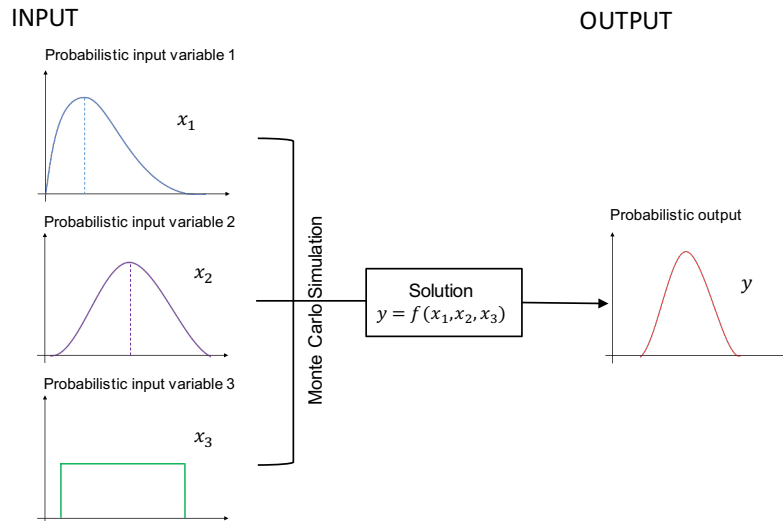 INPUT
OUTPUT
Probabilistic input variable 1
x₁
Probabilistic input variable 2
x₂
Probabilistic input variable 3
x₃
Monte Carlo Simulation
Solution
y = f(x₁,x₂,x₃)
Probabilistic output
y